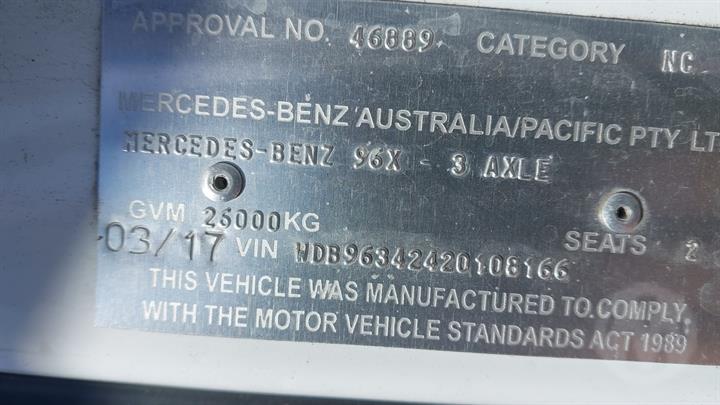 APPROVAL NO. 46889 CATEGORY NC
MERCEDES-BENZ AUSTRALIA/PACIFIC PTY LT
MERCEDES-BENZ 96X - 3 AXLE
GVM 26000KG SEATS 2
03/17 VIN WDB96342420108166
THIS VEHICLE WAS MANUFACTURED TO COMPLY
WITH THE MOTOR VEHICLE STANDARDS ACT 1989